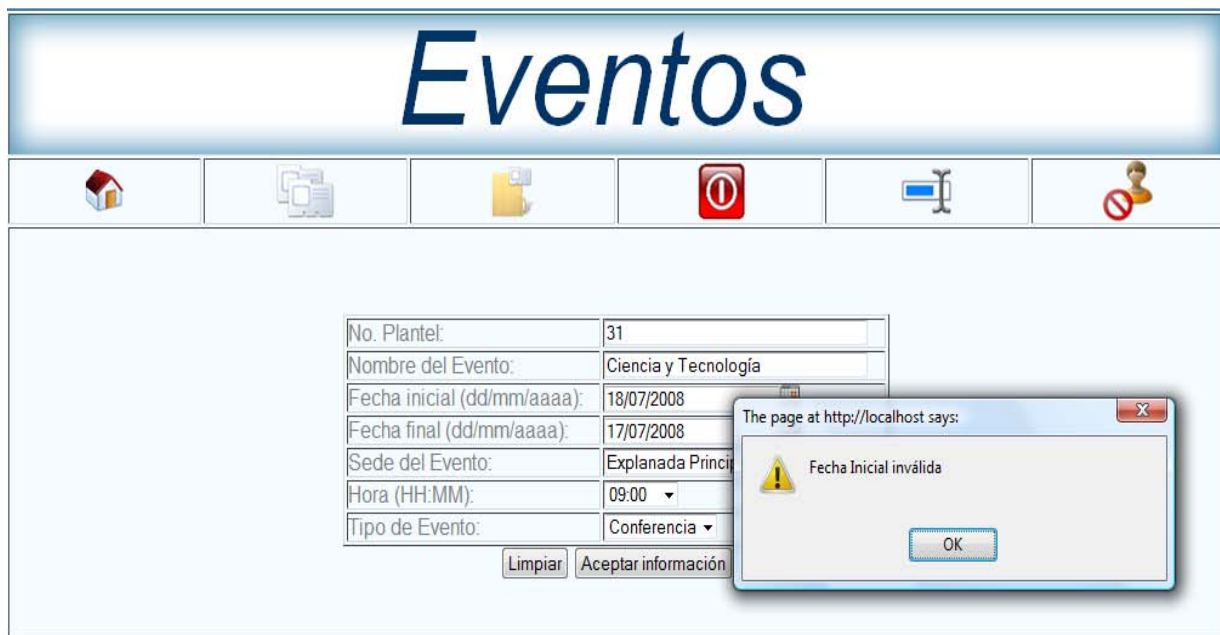 Eventos
No. Plantel: 31
Nombre del Evento: Ciencia y Tecnología
Fecha inicial (dd/mm/aaaa): 18/07/2008
Fecha final (dd/mm/aaaa): 17/07/2008
Sede del Evento: Explanada
Hora (HH:MM): 09:00
Tipo de Evento: Conferencia
Limpiar Aceptar información
The page at http://localhost says:
Fecha Inicial inválida
OK